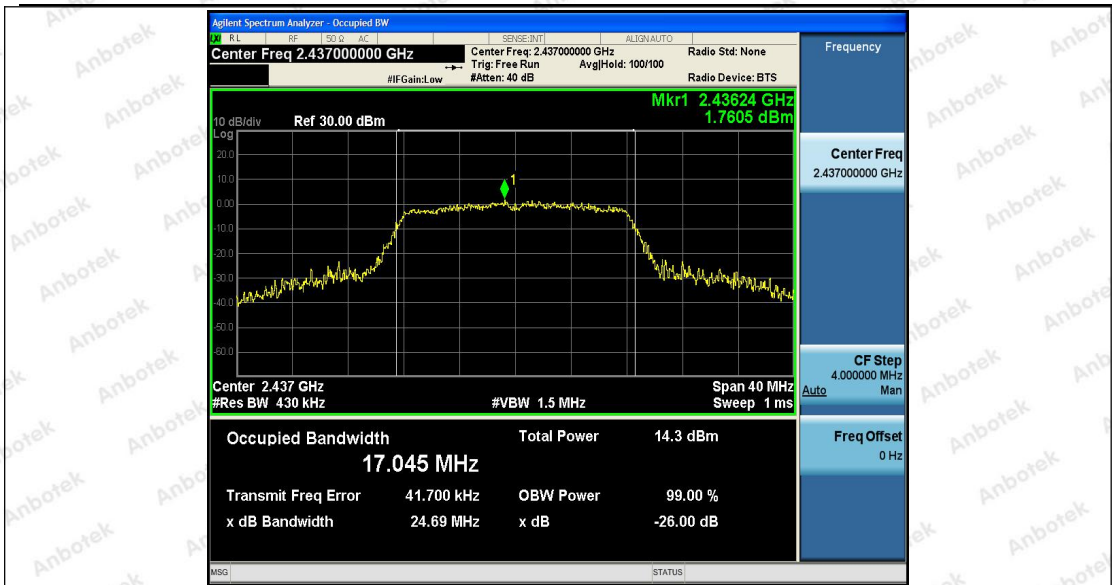 Agilent Spectrum Analyzer - Occupied BW
LXI RL RF 50 Ω AC SENSE:INT ALIGN AUTO
Center Freq 2.437000000 GHz
#IFGain:Low
Center Freq: 2.437000000 GHz
Trig: Free Run Avg|Hold: 100/100
#Atten: 40 dB
Radio Std: None
Radio Device: BTS
Mkr1 2.43624 GHz
1.7605 dBm
10 dB/div Ref 30.00 dBm
Log
20.0
10.0
0.00
-10.0
-20.0
-30.0
-40.0
-50.0
-60.0
1
Center 2.437 GHz Span 40 MHz
#Res BW 430 kHz #VBW 1.5 MHz Sweep 1 ms
Occupied Bandwidth Total Power 14.3 dBm
17.045 MHz
Transmit Freq Error 41.700 kHz OBW Power 99.00 %
x dB Bandwidth 24.69 MHz x dB -26.00 dB
MSG STATUS
Frequency
Center Freq
2.437000000 GHz
CF Step
4.000000 MHz
Auto Man
Freq Offset
0 Hz
Anbotek